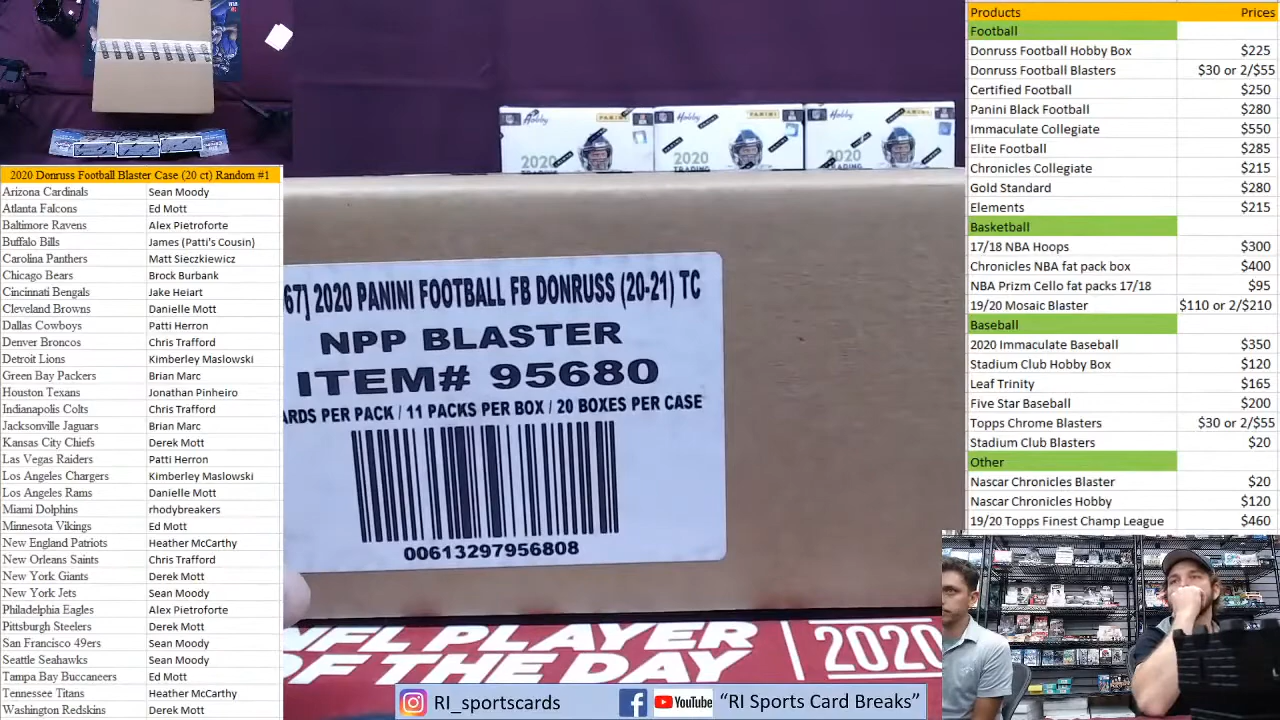 2020 Donruss Football Blaster Case (20 ct) Random #1
Arizona Cardinals Sean Moody
Atlanta Falcons Ed Mott
Baltimore Ravens Alex Pietroforte
Buffalo Bills James (Patti's Cousin)
Carolina Panthers Matt Sieczkiewicz
Chicago Bears Brock Burbank
Cincinnati Bengals Jake Heiart
Cleveland Browns Danielle Mott
Dallas Cowboys Patti Herron
Denver Broncos Chris Trafford
Detroit Lions Kimberley Maslowski
Green Bay Packers Brian Marc
Houston Texans Jonathan Pinheiro
Indianapolis Colts Chris Trafford
Jacksonville Jaguars Brian Marc
Kansas City Chiefs Derek Mott
Las Vegas Raiders Patti Herron
Los Angeles Chargers Kimberley Maslowski
Los Angeles Rams Danielle Mott
Miami Dolphins rhodybreakers
Minnesota Vikings Ed Mott
New England Patriots Heather McCarthy
New Orleans Saints Chris Trafford
New York Giants Derek Mott
New York Jets Sean Moody
Philadelphia Eagles Alex Pietroforte
Pittsburgh Steelers Derek Mott
San Francisco 49ers Sean Moody
Seattle Seahawks Sean Moody
Tampa Bay Buccaneers Ed Mott
Tennessee Titans Heather McCarthy
Washington Redskins Derek Mott
Hobby PANINI
2020
TRADING
Hobby PANINI
2020
TRADING
Hobby PANINI
2020
TRADING
67] 2020 PANINI FOOTBALL FB DONRUSS (20-21) TC
NPP BLASTER
ITEM# 95680
ARDS PER PACK / 11 PACKS PER BOX / 20 BOXES PER CASE
00613297956808
NFL PLAYER
OF THE DAY
2020
RI_sportscards
YouTube "RI Sports Card Breaks"
Products Prices
Football
Donruss Football Hobby Box $225
Donruss Football Blasters $30 or 2/$55
Certified Football $250
Panini Black Football $280
Immaculate Collegiate $550
Elite Football $285
Chronicles Collegiate $215
Gold Standard $280
Elements $215
Basketball
17/18 NBA Hoops $300
Chronicles NBA fat pack box $400
NBA Prizm Cello fat packs 17/18 $95
19/20 Mosaic Blaster $110 or 2/$210
Baseball
2020 Immaculate Baseball $350
Stadium Club Hobby Box $120
Leaf Trinity $165
Five Star Baseball $200
Topps Chrome Blasters $30 or 2/$55
Stadium Club Blasters $20
Other
Nascar Chronicles Blaster $20
Nascar Chronicles Hobby $120
19/20 Topps Finest Champ League $460